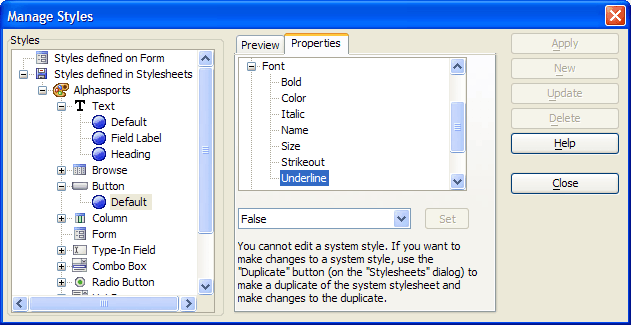 Manage Styles
Styles
Styles defined on Form
Styles defined in Stylesheets
Alphasports
Text
Default
Field Label
Heading
Browse
Button
Default
Column
Form
Type-In Field
Combo Box
Radio Button
Preview
Properties
Font
Bold
Color
Italic
Name
Size
Strikeout
Underline
False
Set
You cannot edit a system style. If you want
to make changes to a system style, use the
"Duplicate" button (on the "Stylesheets" dialog) to
make a duplicate of the system stylesheet and
make changes to the duplicate.
Apply
New
Update
Delete
Help
Close